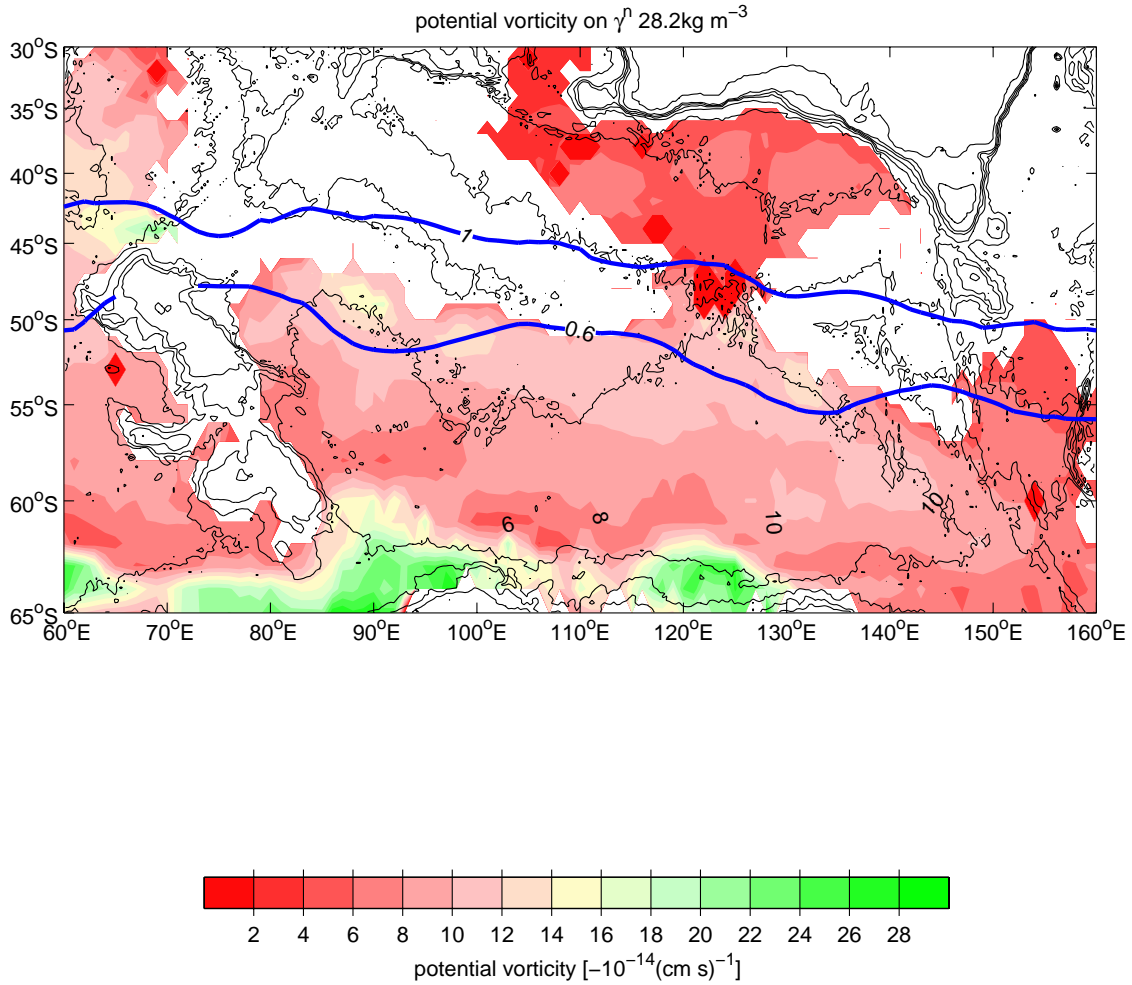 potential vorticity on γⁿ 28.2kg m⁻³
30°S
35°S
40°S
45°S
50°S
55°S
60°S
65°S
1
0.6
6
8
10
10
60°E 70°E 80°E 90°E 100°E 110°E 120°E 130°E 140°E 150°E 160°E
2 4 6 8 10 12 14 16 18 20 22 24 26 28
potential vorticity [−10⁻¹⁴(cm s)⁻¹]